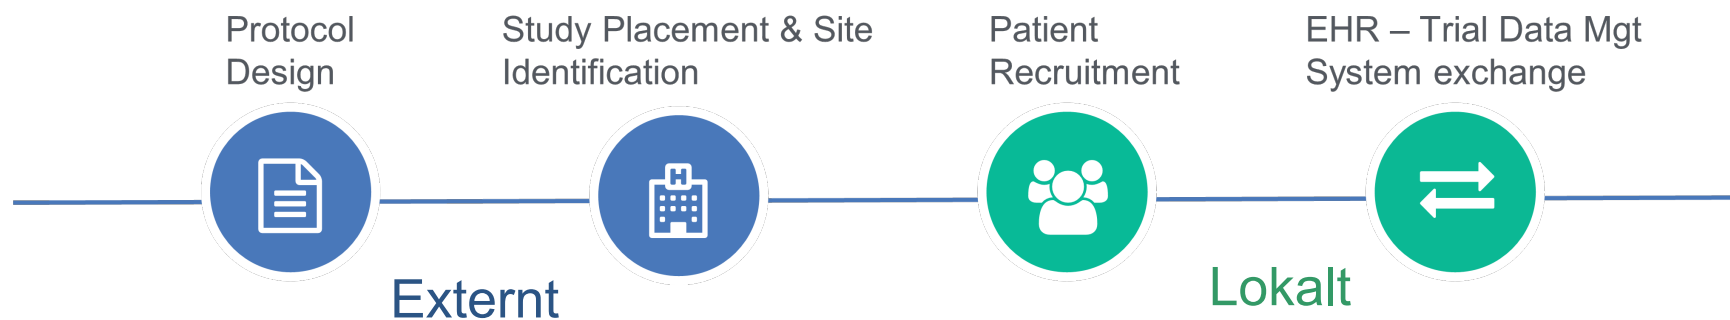 Protocol
Design
Study Placement & Site
Identification
Patient
Recruitment
EHR – Trial Data Mgt
System exchange
H
Externt
Lokalt